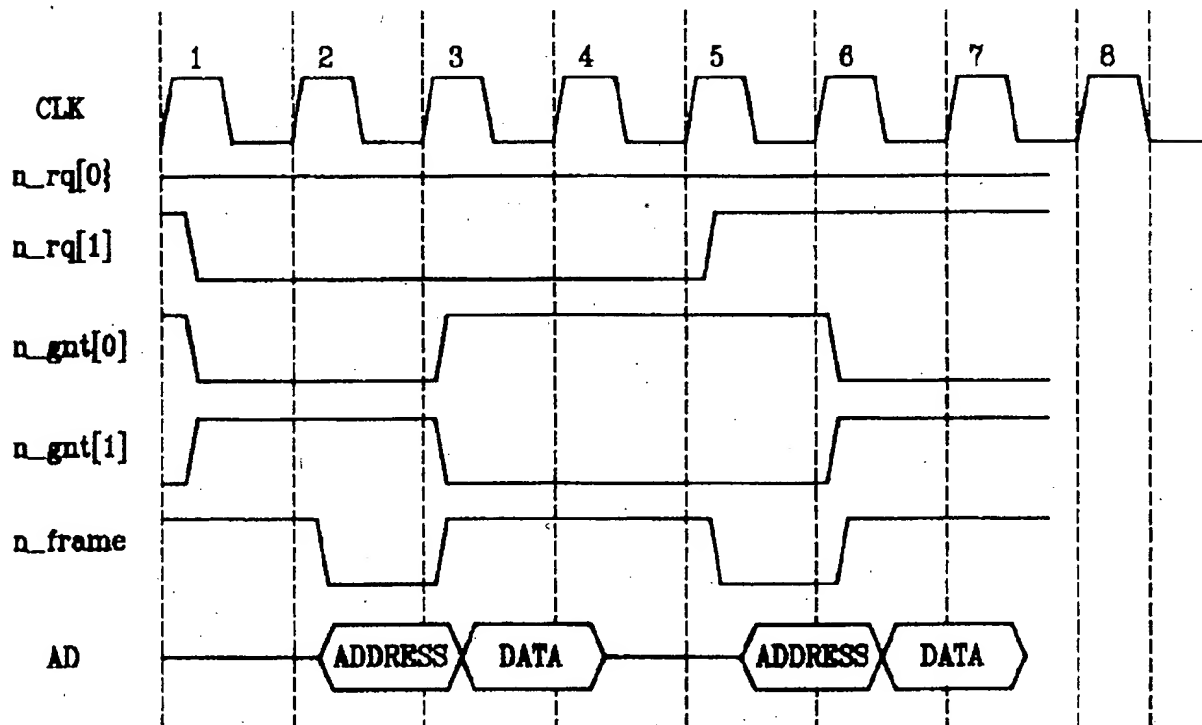 1 2 3 4 5 6 7 8
CLK
n_rq[0}
n_rq[1]
n_gnt[0]
n_gnt[1]
n_frame
AD ADDRESS DATA ADDRESS DATA